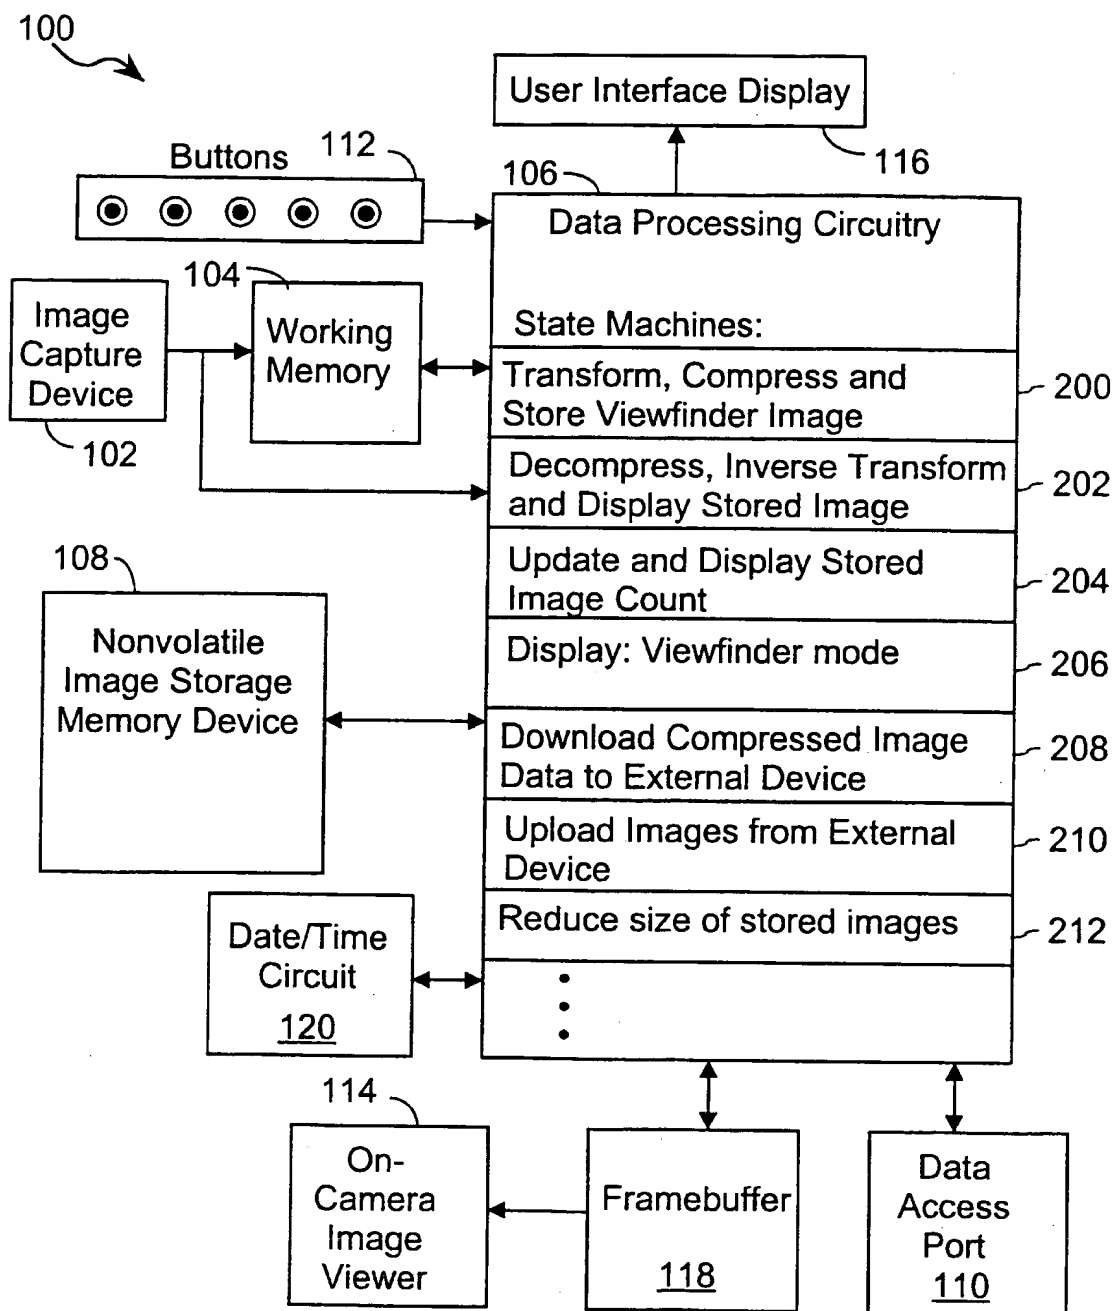 100
User Interface Display
116
Buttons
112
106
Data Processing Circuitry
State Machines:
104
Image
Capture
Device
102
Working
Memory
Transform, Compress and
Store Viewfinder Image
200
Decompress, Inverse Transform
and Display Stored Image
202
Update and Display Stored
Image Count
204
108
Nonvolatile
Image Storage
Memory Device
Display: Viewfinder mode
206
Download Compressed Image
Data to External Device
208
Upload Images from External
Device
210
Reduce size of stored images
212
Date/Time
Circuit
120
114
On-
Camera
Image
Viewer
Framebuffer
118
Data
Access
Port
110